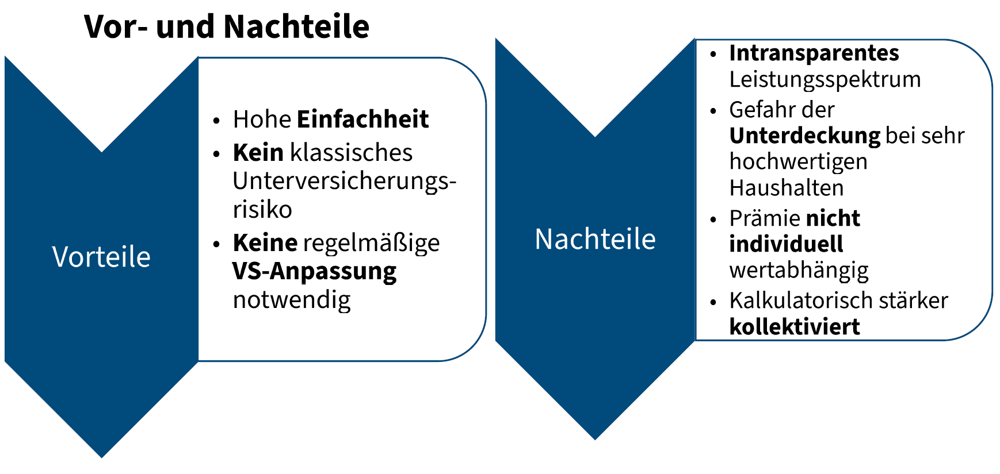 Vor- und Nachteile
Vorteile
• Hohe Einfachheit
• Kein klassisches
Unterversicherungs-
risiko
• Keine regelmäßige
VS-Anpassung
notwendig
Nachteile
• Intransparentes
Leistungsspektrum
• Gefahr der
Unterdeckung bei sehr
hochwertigen
Haushalten
• Prämie nicht
individuell
wertabhängig
• Kalkulatorisch stärker
kollektiviert